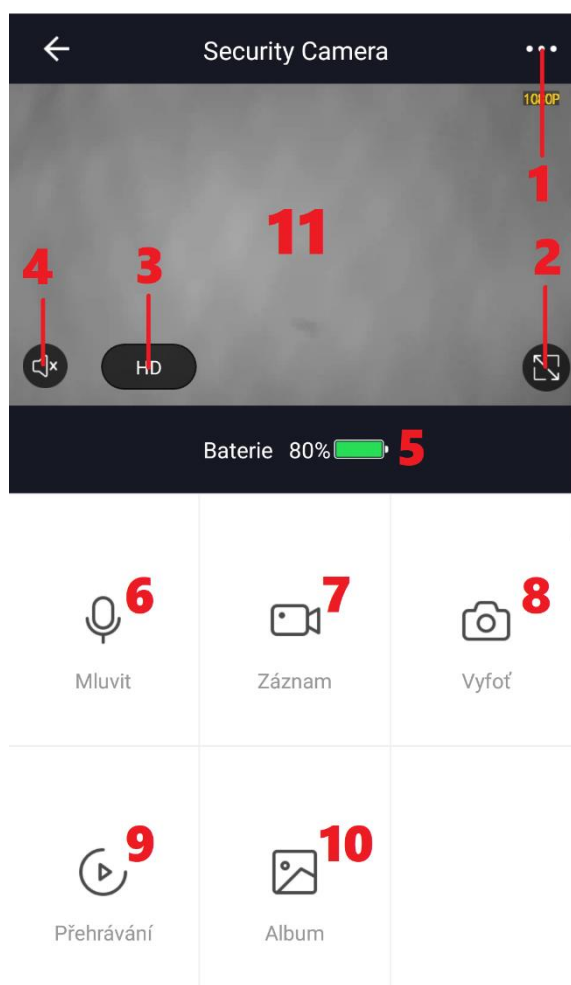 Security Camera
1080P
1
11
2
4
3
HD
Baterie 80% 5
6
7
8
Mluvit
Záznam
Vyfoť
9
10
Přehrávání
Album